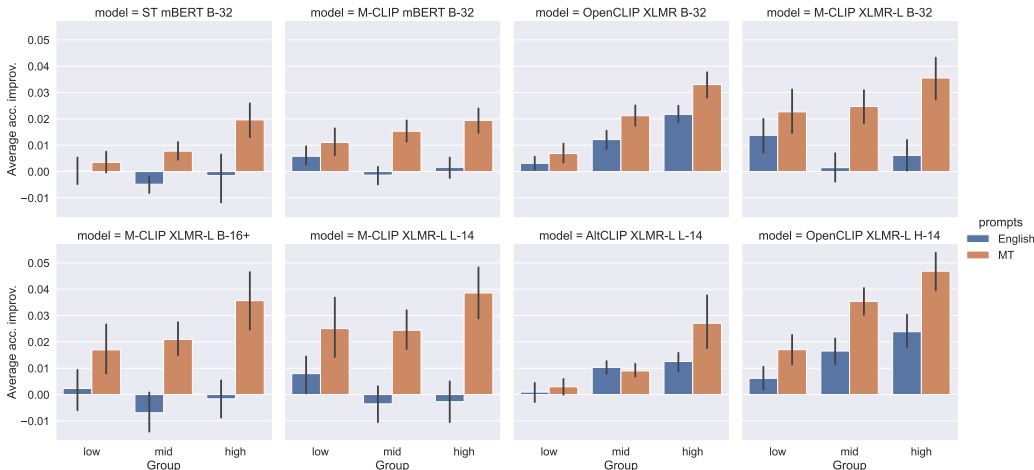 model = ST mBERT B-32
model = M-CLIP mBERT B-32
model = OpenCLIP XLMR B-32
model = M-CLIP XLMR-L B-32
Average acc. improv.
0.05
0.04
0.03
0.02
0.01
0.00
−0.01
model = M-CLIP XLMR-L B-16+
model = M-CLIP XLMR-L L-14
model = AltCLIP XLMR-L L-14
model = OpenCLIP XLMR-L H-14
Average acc. improv.
0.05
0.04
0.03
0.02
0.01
0.00
−0.01
low mid high
Group
low mid high
Group
low mid high
Group
low mid high
Group
prompts
English
MT